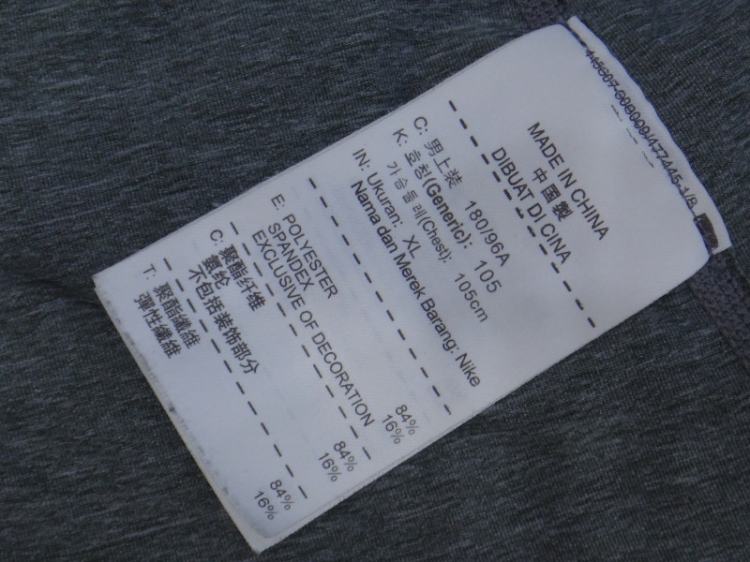 MADE IN CHINA
中国製
DIBUAT DI CINA
C: 男上装 180/96A
K: 호칭(Generic): 105
가슴둘레(Chest): 105cm
IN: Ukuran: XL
Nama dan Merek Barang: Nike
E: POLYESTER 84%
SPANDEX 16%
EXCLUSIVE OF DECORATION
C: 聚酯纤维 84%
氨纶 16%
不包括装饰部分
T: 聚酯纖維 84%
彈性纖維 16%